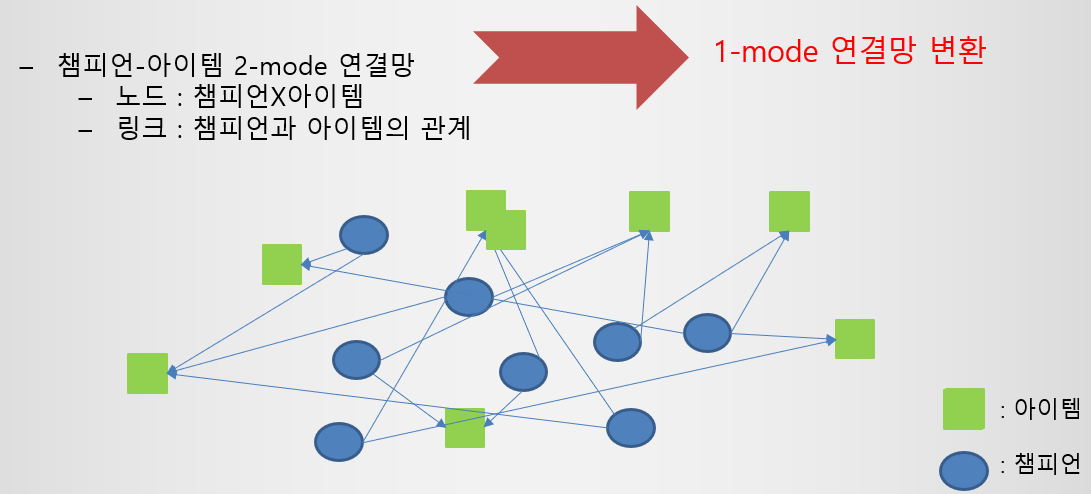 – 챔피언-아이템 2-mode 연결망
– 노드 : 챔피언X아이템
– 링크 : 챔피언과 아이템의 관계
1-mode 연결망 변환
: 아이템
: 챔피언